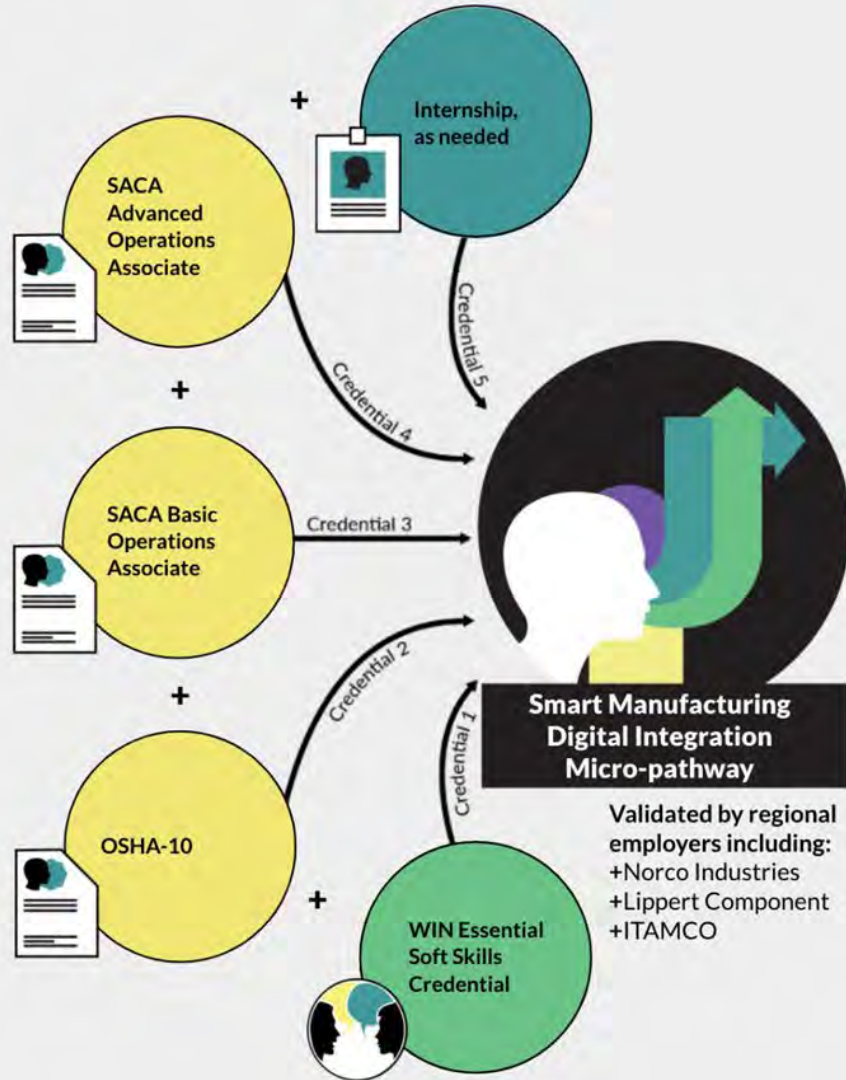 +
Internship,
as needed
SACA
Advanced
Operations
Associate
Credential 5
Credential 4
+
SACA Basic
Operations
Associate
Credential 3
+
Credential 2
OSHA-10
Credential 1
+
WIN Essential
Soft Skills
Credential
Smart Manufacturing
Digital Integration
Micro-pathway
Validated by regional
employers including:
+Norco Industries
+Lippert Component
+ITAMCO